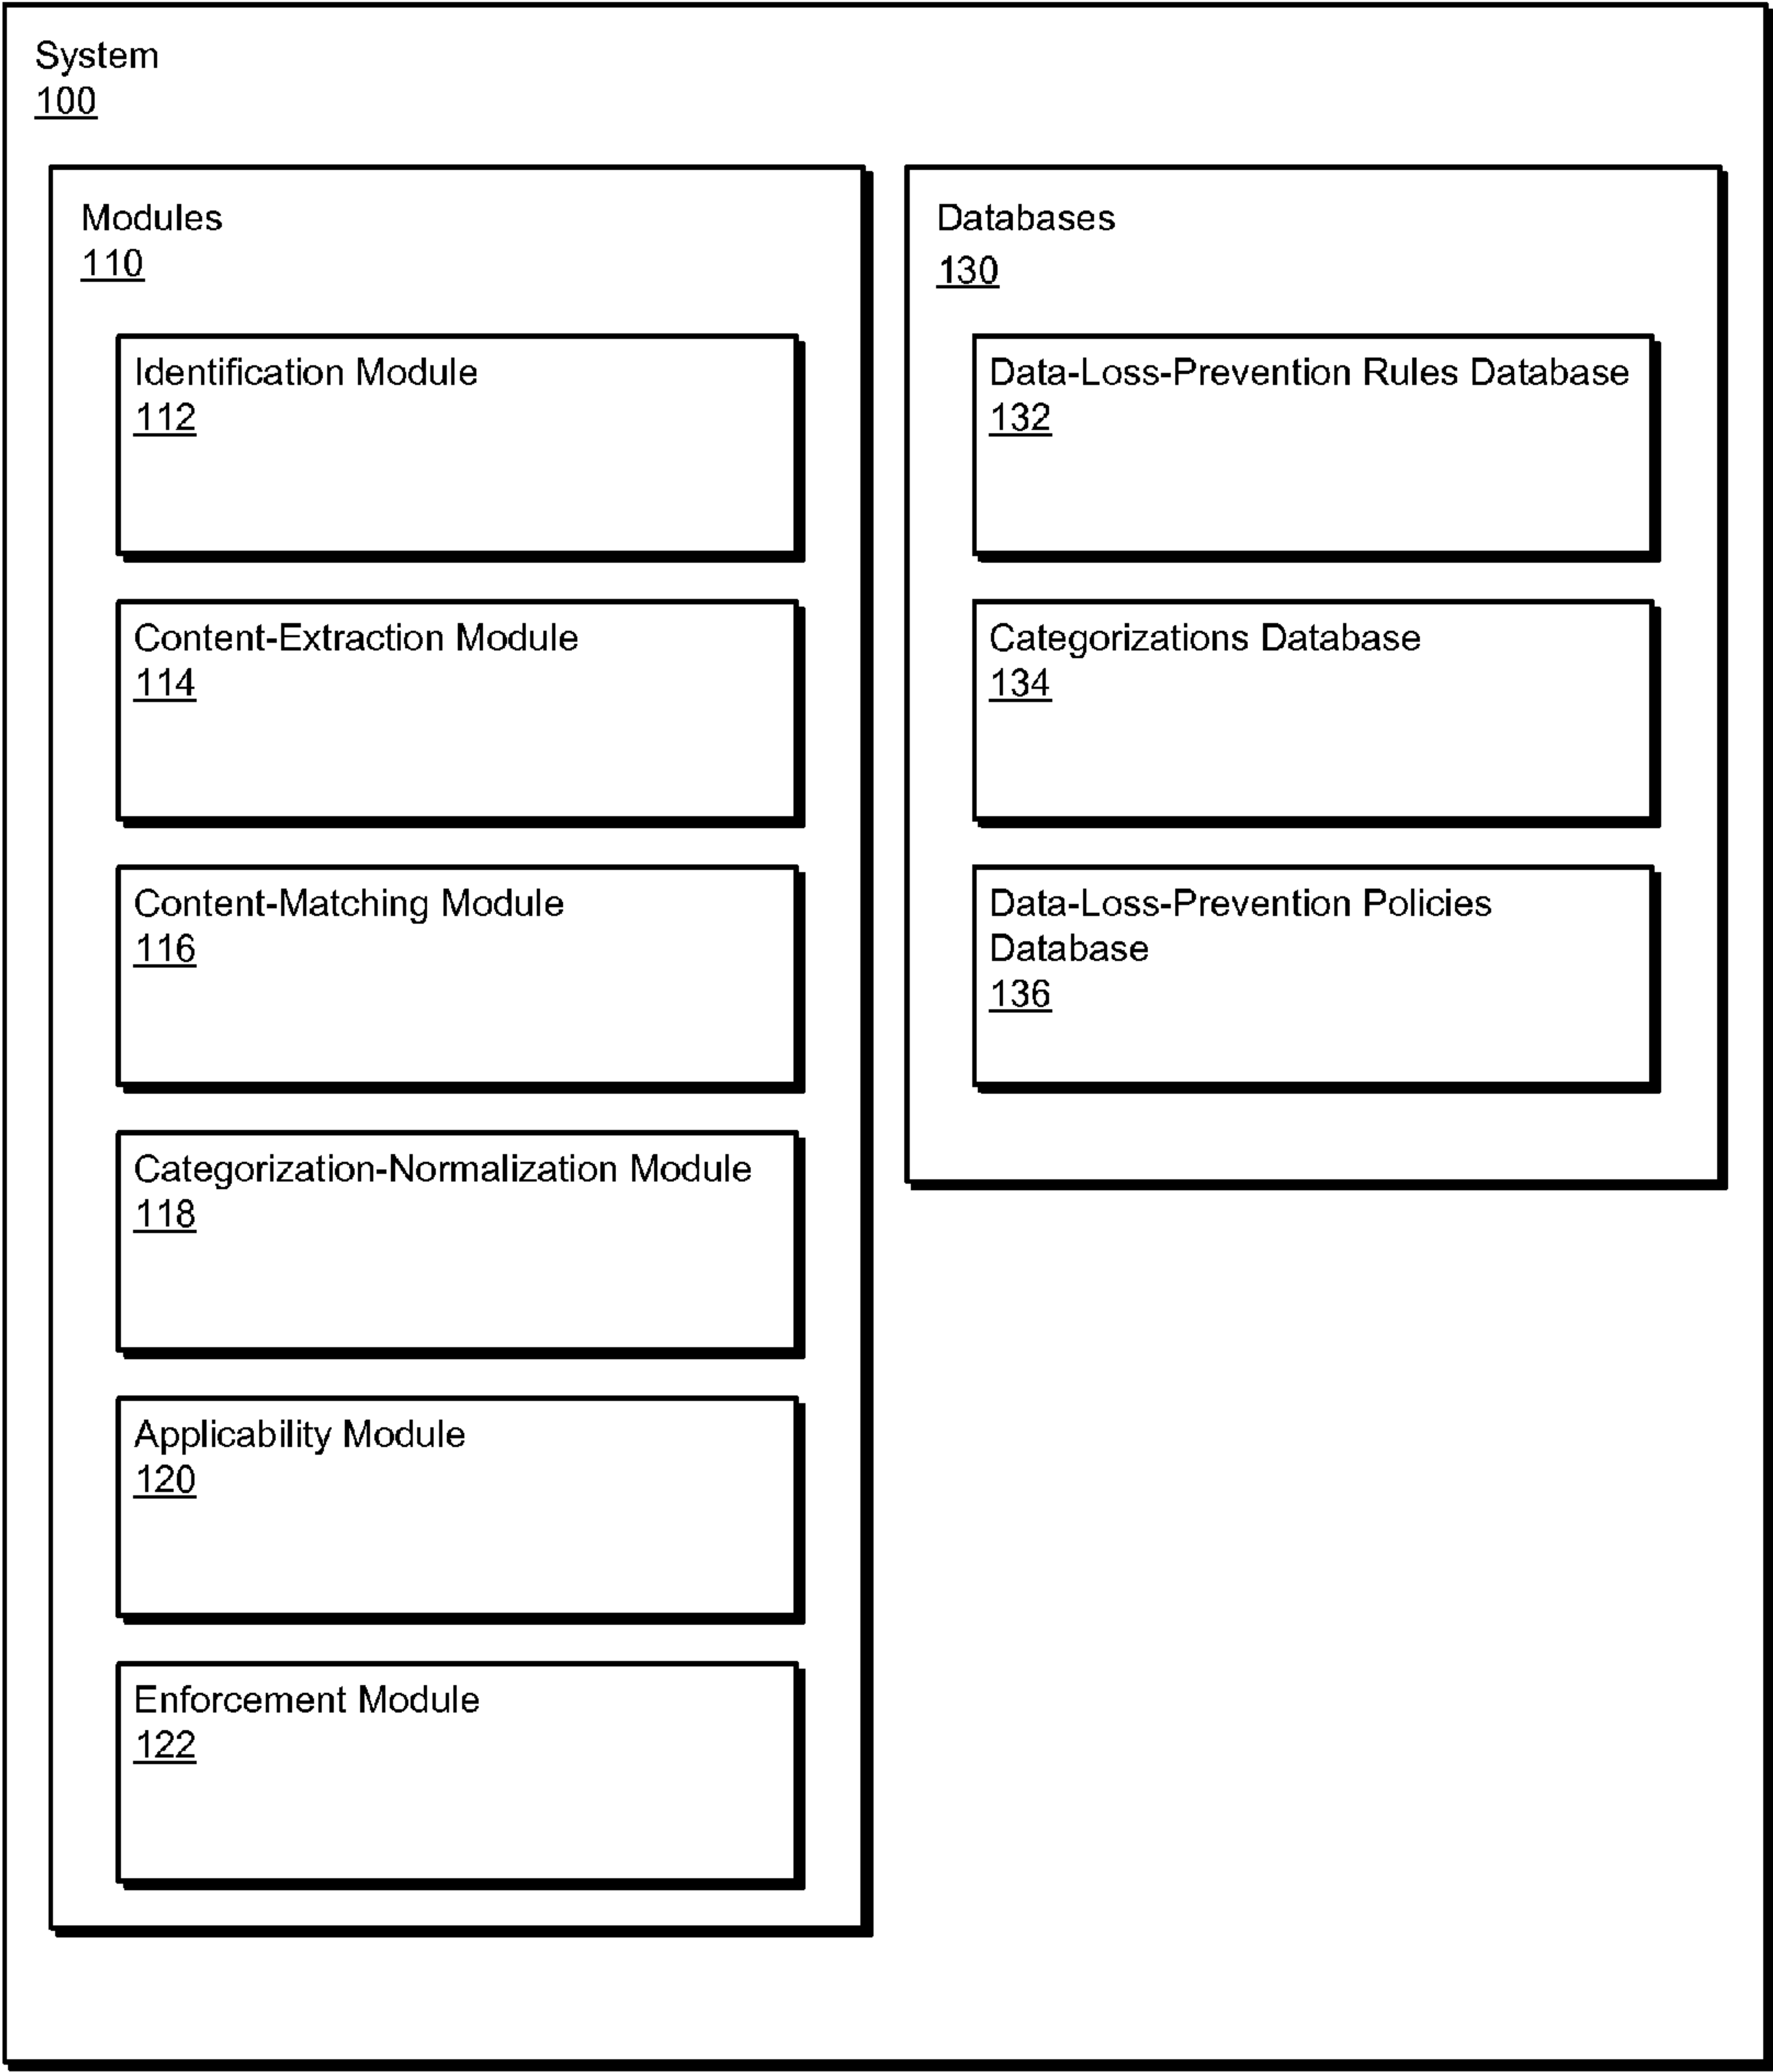 System
100
Modules
110
Identification Module
112
Content-Extraction Module
114
Content-Matching Module
116
Categorization-Normalization Module
118
Applicability Module
120
Enforcement Module
122
Databases
130
Data-Loss-Prevention Rules Database
132
Categorizations Database
134
Data-Loss-Prevention Policies
Database
136